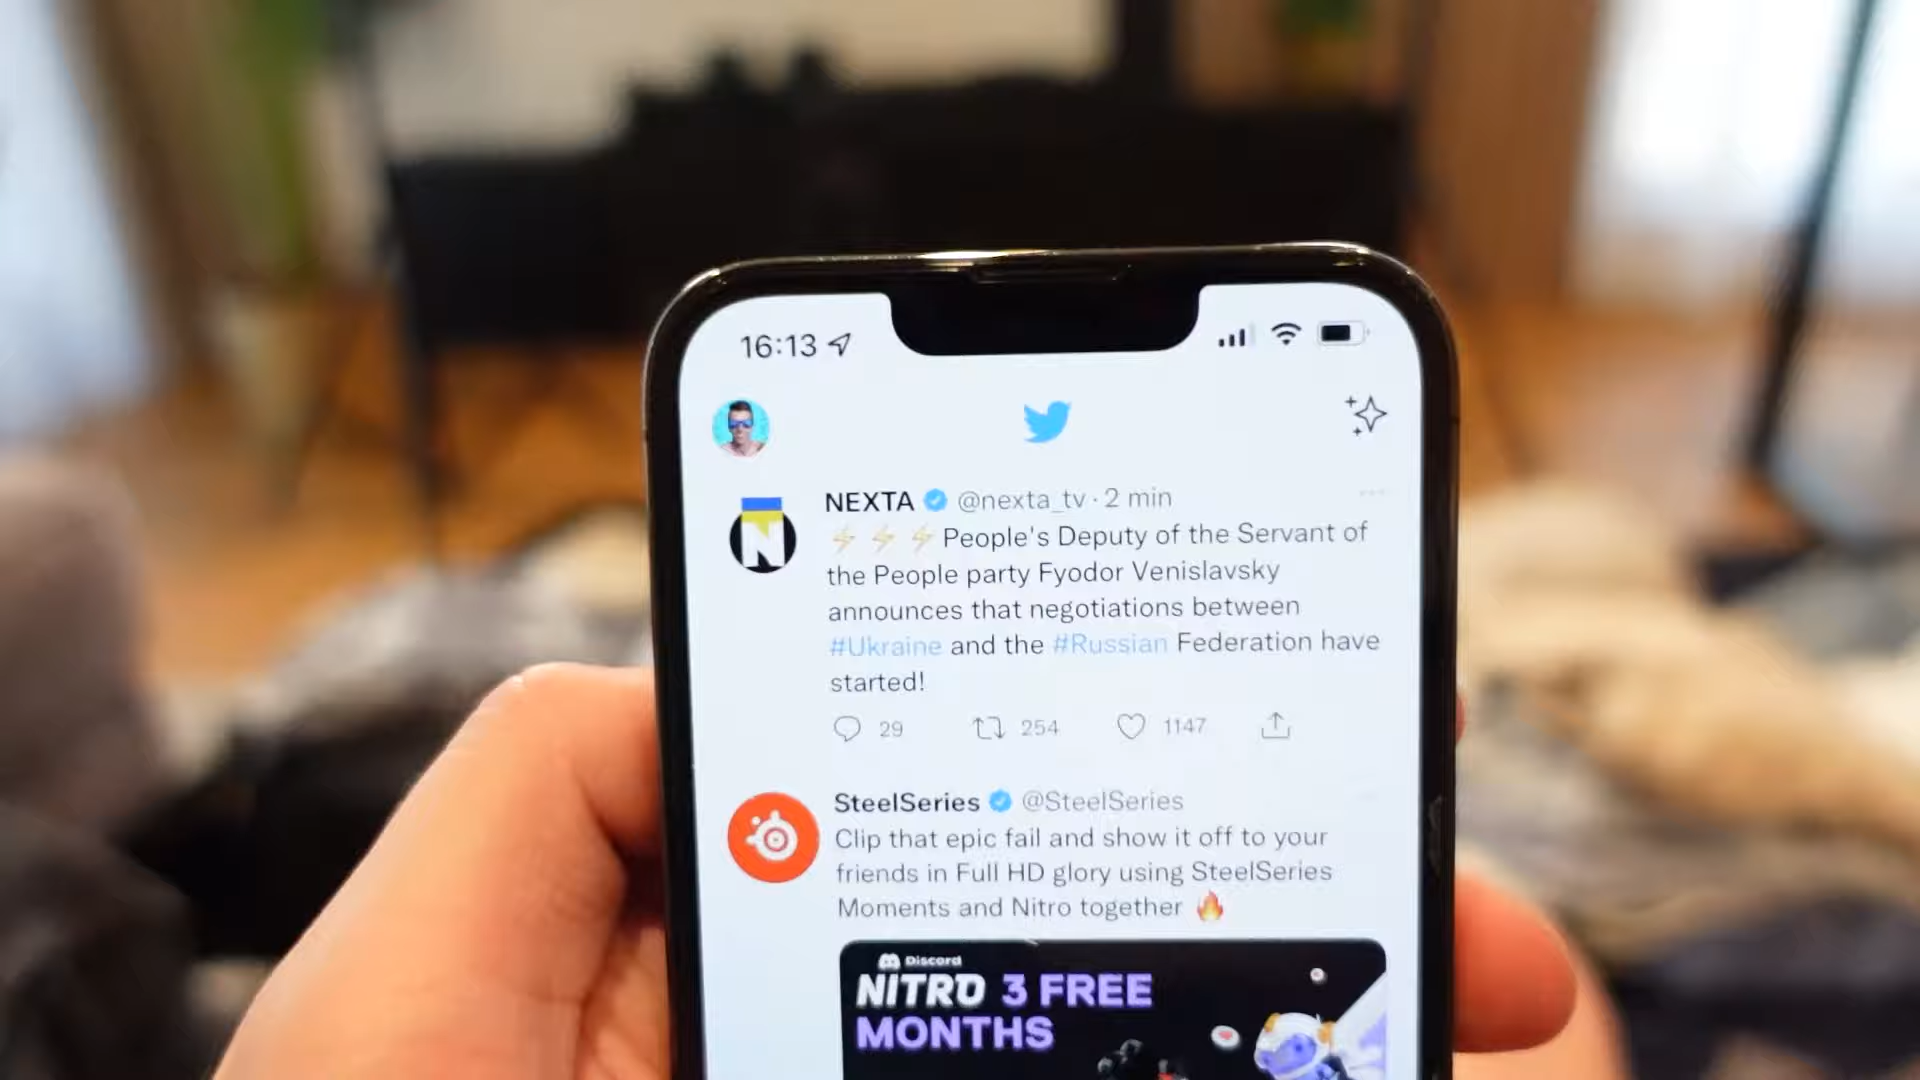 16:13
NEXTA @nexta_tv · 2 min
⚡⚡⚡People's Deputy of the Servant of
the People party Fyodor Venislavsky
announces that negotiations between
#Ukraine and the #Russian Federation have
started!
29 254 1147
SteelSeries @SteelSeries
Clip that epic fail and show it off to your
friends in Full HD glory using SteelSeries
Moments and Nitro together 🔥
Discord
NITRO 3 FREE
MONTHS